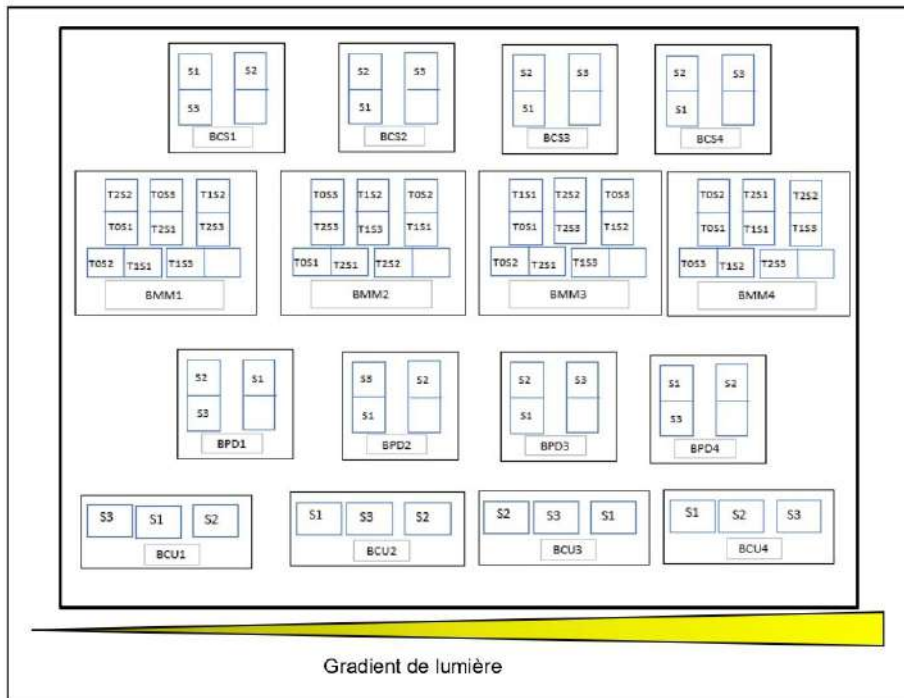 S1 S2 S2 S3 S2 S3 S2 S3
S3 S1 S1 S1
BCS1 BCS2 BCS3 BCS4
T2S2 T0S3 T1S2 T0S3 T1S2 T0S2 T1S1 T2S2 T0S3 T0S2 T2S1 T2S2
T0S1 T2S1 T2S3 T2S3 T1S3 T1S1 T0S1 T2S3 T1S2 T0S1 T1S1 T1S3
T0S2 T1S1 T1S3 T0S1 T2S1 T2S2 T0S2 T2S1 T1S3 T0S3 T1S2 T2S3
BMM1 BMM2 BMM3 BMM4
S2 S1 S3 S2 S2 S3 S1 S2
S3 S1 S1 S3
BPD1 BPD2 BPD3 BPD4
S3 S1 S2 S1 S3 S2 S2 S3 S1 S1 S2 S3
BCU1 BCU2 BCU3 BCU4
Gradient de lumière